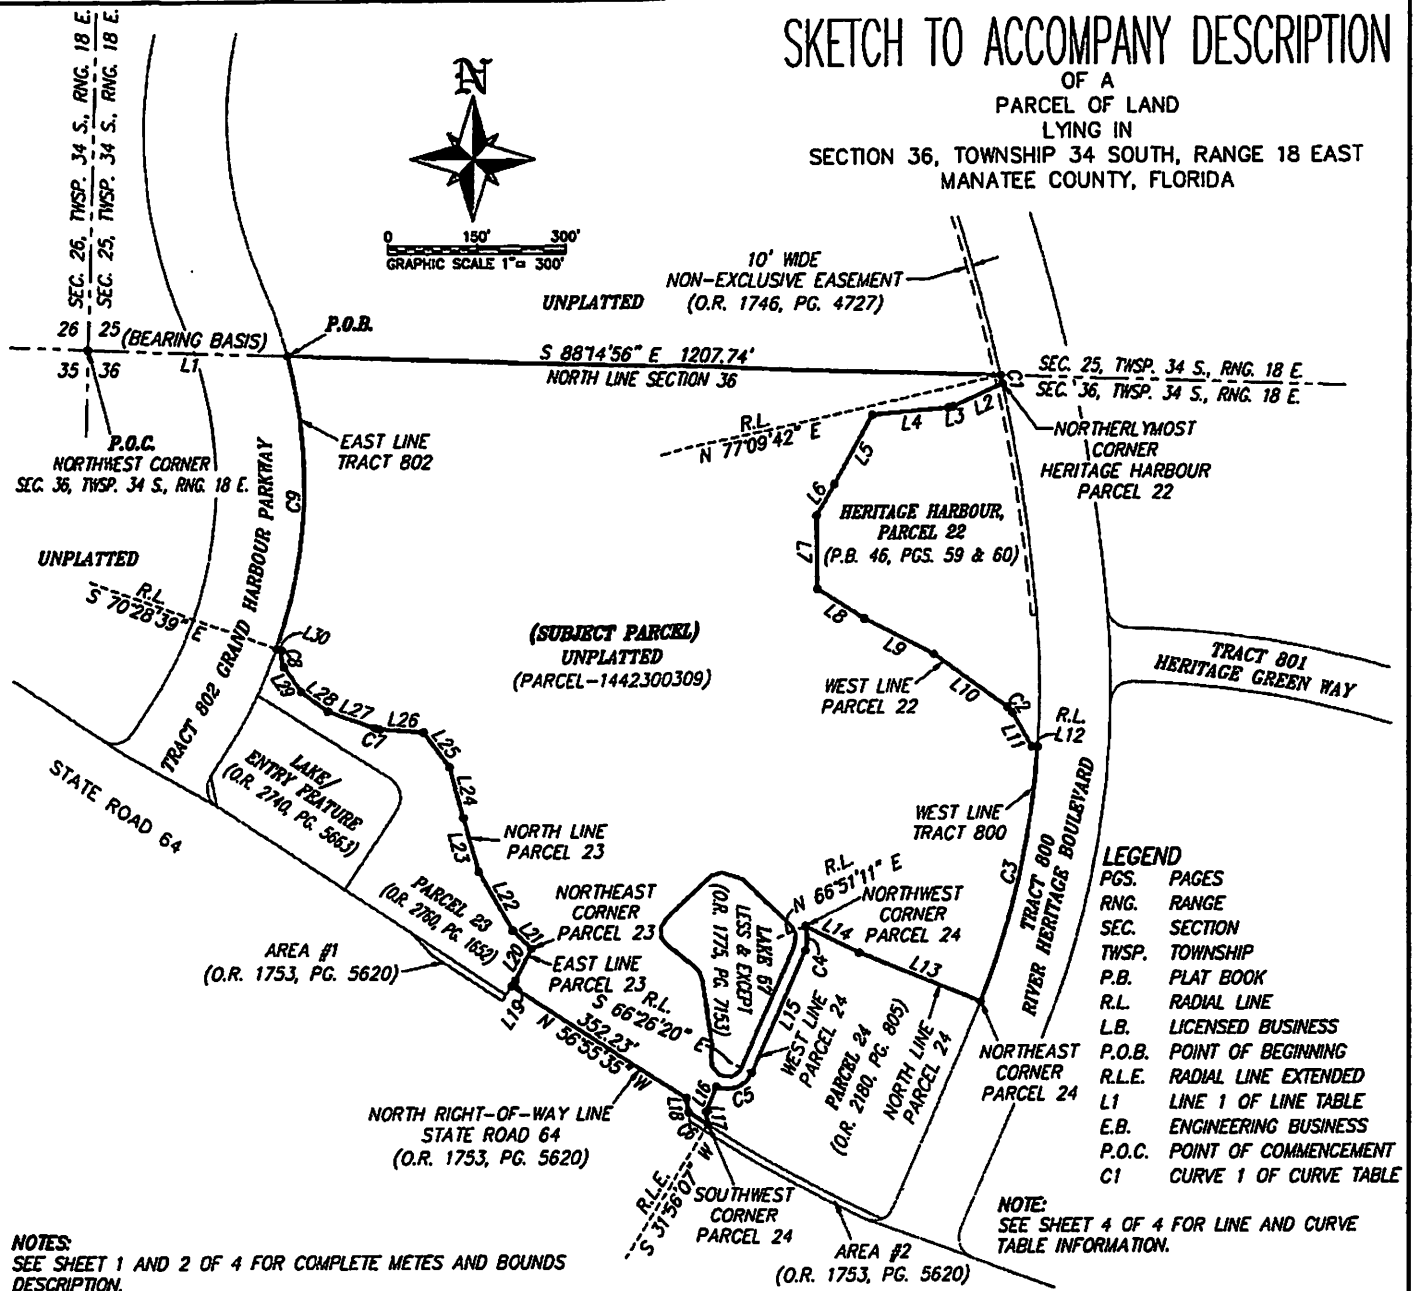 SKETCH TO ACCOMPANY DESCRIPTION
OF A
PARCEL OF LAND
LYING IN
SECTION 36, TOWNSHIP 34 SOUTH, RANGE 18 EAST
MANATEE COUNTY, FLORIDA
SEC. 26, TWSP. 34 S., RNG. 18 E.
SEC. 25, TWSP. 34 S., RNG. 18 E.
N
0 150' 300'
GRAPHIC SCALE 1"= 300'
10' WIDE
NON-EXCLUSIVE EASEMENT
(O.R. 1746, PG. 4727)
UNPLATTED
26 25
(BEARING BASIS)
35 36
L1
P.O.B.
S 88°14'56" E 1207.74'
NORTH LINE SECTION 36
C1
SEC. 25, TWSP. 34 S., RNG. 18 E.
SEC. 36, TWSP. 34 S., RNG. 18 E.
P.O.C.
NORTHWEST CORNER
SEC. 36, TWSP. 34 S., RNG. 18 E.
EAST LINE
TRACT 802
C9
R.L.
N 77°09'42" E
L2
L3
L4
L5
L6
L7
NORTHERLYMOST
CORNER
HERITAGE HARBOUR
PARCEL 22
HERITAGE HARBOUR,
PARCEL 22
(P.B. 46, PGS. 59 & 60)
UNPLATTED
R.L.
S 70°28'39" E
TRACT 802 GRAND HARBOUR PARKWAY
L30
C8
L29
L28
L27
C7
L26
L25
L24
L23
L22
L21
L20
L19
(SUBJECT PARCEL)
UNPLATTED
(PARCEL-1442300309)
L8
L9
L10
WEST LINE
PARCEL 22
C2
L11
R.L.
L12
TRACT 801
HERITAGE GREEN WAY
STATE ROAD 64
LAKE/
ENTRY FEATURE
(O.R. 2740, PG. 5663)
NORTH LINE
PARCEL 23
PARCEL 23
(O.R. 2760, PG. 1652)
NORTHEAST
CORNER
PARCEL 23
EAST LINE
PARCEL 23
AREA #1
(O.R. 1753, PG. 5620)
WEST LINE
TRACT 800
C3
TRACT 800
RIVER HERITAGE BOULEVARD
LAKE 67
LESS & EXCEPT
(O.R. 1775, PG. 7153)
R.L.
N 66°51'11" E
NORTHWEST
CORNER
PARCEL 24
L14
L13
C4
L15
WEST LINE
PARCEL 24
PARCEL 24
(O.R. 2180, PG. 805)
NORTH LINE
PARCEL 24
NORTHEAST
CORNER
PARCEL 24
R.L.
S 66°26'20" E
352.23'
N 56°55'35" W
C5
L16
L17
L18
C6
NORTH RIGHT-OF-WAY LINE
STATE ROAD 64
(O.R. 1753, PG. 5620)
R.L.E.
S 31°56'07" W
SOUTHWEST
CORNER
PARCEL 24
AREA #2
(O.R. 1753, PG. 5620)
LEGEND
PGS. PAGES
RNG. RANGE
SEC. SECTION
TWSP. TOWNSHIP
P.B. PLAT BOOK
R.L. RADIAL LINE
L.B. LICENSED BUSINESS
P.O.B. POINT OF BEGINNING
R.L.E. RADIAL LINE EXTENDED
L1 LINE 1 OF LINE TABLE
E.B. ENGINEERING BUSINESS
P.O.C. POINT OF COMMENCEMENT
C1 CURVE 1 OF CURVE TABLE
NOTE:
SEE SHEET 4 OF 4 FOR LINE AND CURVE
TABLE INFORMATION.
NOTES:
SEE SHEET 1 AND 2 OF 4 FOR COMPLETE METES AND BOUNDS
DESCRIPTION.